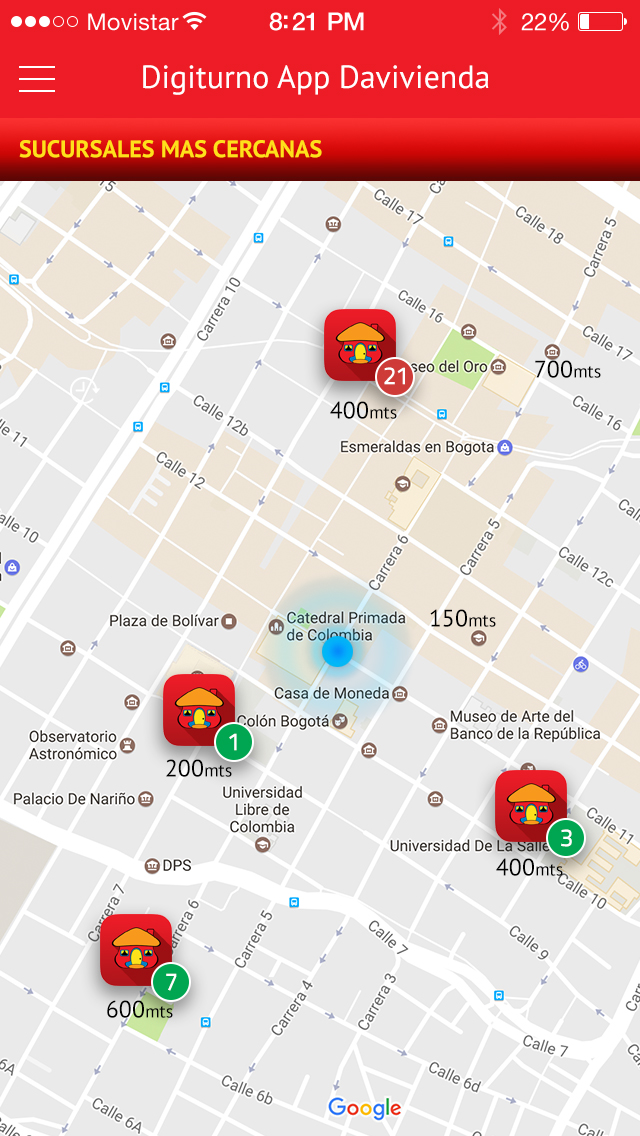 Movistar 8:21 PM 22%
Digiturno App Davivienda
SUCURSALES MAS CERCANAS
15
Calle 17
Calle 18
Carrera 5
Carrera 10
Calle 16
Calle 17
seo del Oro
700mts
21
400mts
Calle 16
Calle 12b
Esmeraldas en Bogota
Calle 12
Carrera 6
Carrera 5
Calle 12c
Plaza de Bolívar
Catedral Primada
de Colombia
150mts
Casa de Moneda
Colón Bogotá
Museo de Arte del
Banco de la República
1
200mts
Observatorio
Astronómico
Palacio De Nariño
Universidad
Libre de
Colombia
3
Universidad De La Salle
400mts
Calle 11
Calle 10
DPS
Carrera 7
Carrera 6
Carrera 5
Calle 7
Calle 9
7
600mts
Carrera 4
Carrera 3
Calle 7
Calle 6b
Calle 6d
Calle 6A
Google